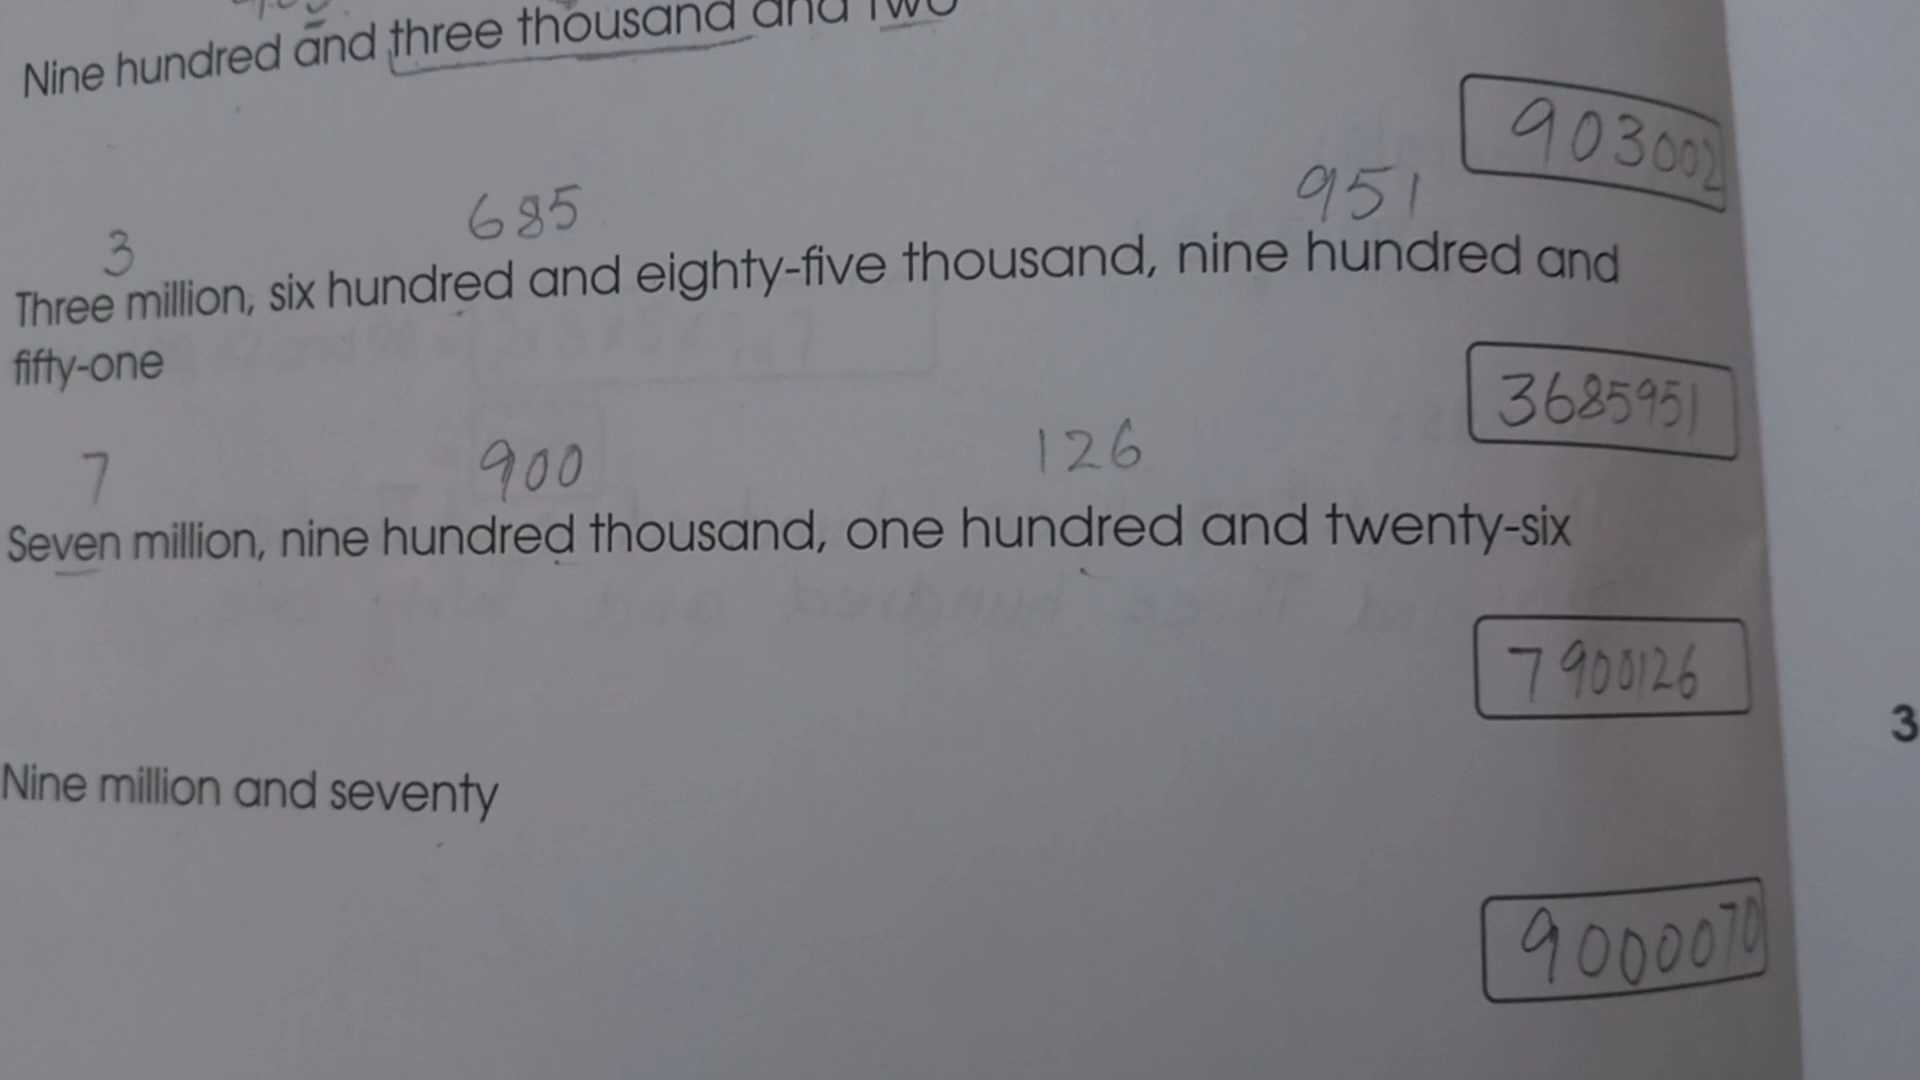 Nine hundred and three thousand and two
903002
3 685 951
Three million, six hundred and eighty-five thousand, nine hundred and
fifty-one
3685951
7 900 126
Seven million, nine hundred thousand, one hundred and twenty-six
7900126
3
Nine million and seventy
9000070